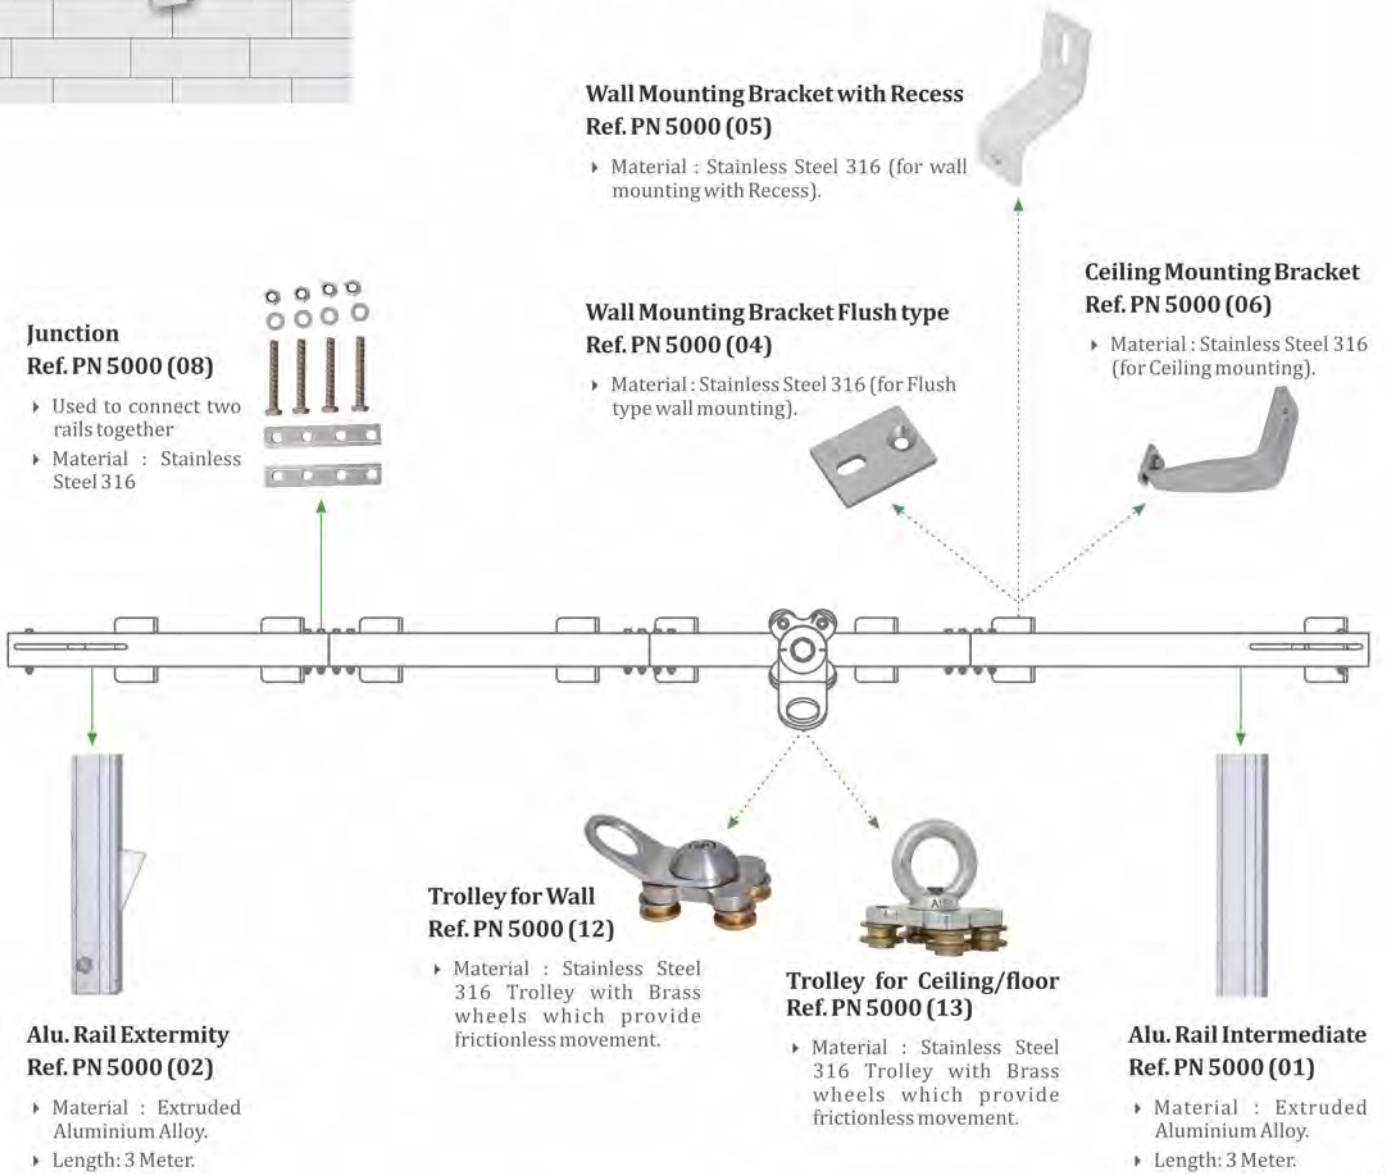 Wall Mounting Bracket with Recess
Ref. PN 5000 (05)
‣ Material : Stainless Steel 316 (for wall
mounting with Recess).
Ceiling Mounting Bracket
Ref. PN 5000 (06)
‣ Material : Stainless Steel 316
(for Ceiling mounting).
Wall Mounting Bracket Flush type
Ref. PN 5000 (04)
‣ Material : Stainless Steel 316 (for Flush
type wall mounting).
Junction
Ref. PN 5000 (08)
‣ Used to connect two
rails together
‣ Material : Stainless
Steel 316
Trolley for Wall
Ref. PN 5000 (12)
‣ Material : Stainless Steel
316 Trolley with Brass
wheels which provide
frictionless movement.
Trolley for Ceiling/floor
Ref. PN 5000 (13)
‣ Material : Stainless Steel
316 Trolley with Brass
wheels which provide
frictionless movement.
Alu. Rail Extermity
Ref. PN 5000 (02)
‣ Material : Extruded
Aluminium Alloy.
‣ Length: 3 Meter.
Alu. Rail Intermediate
Ref. PN 5000 (01)
‣ Material : Extruded
Aluminium Alloy.
‣ Length: 3 Meter.